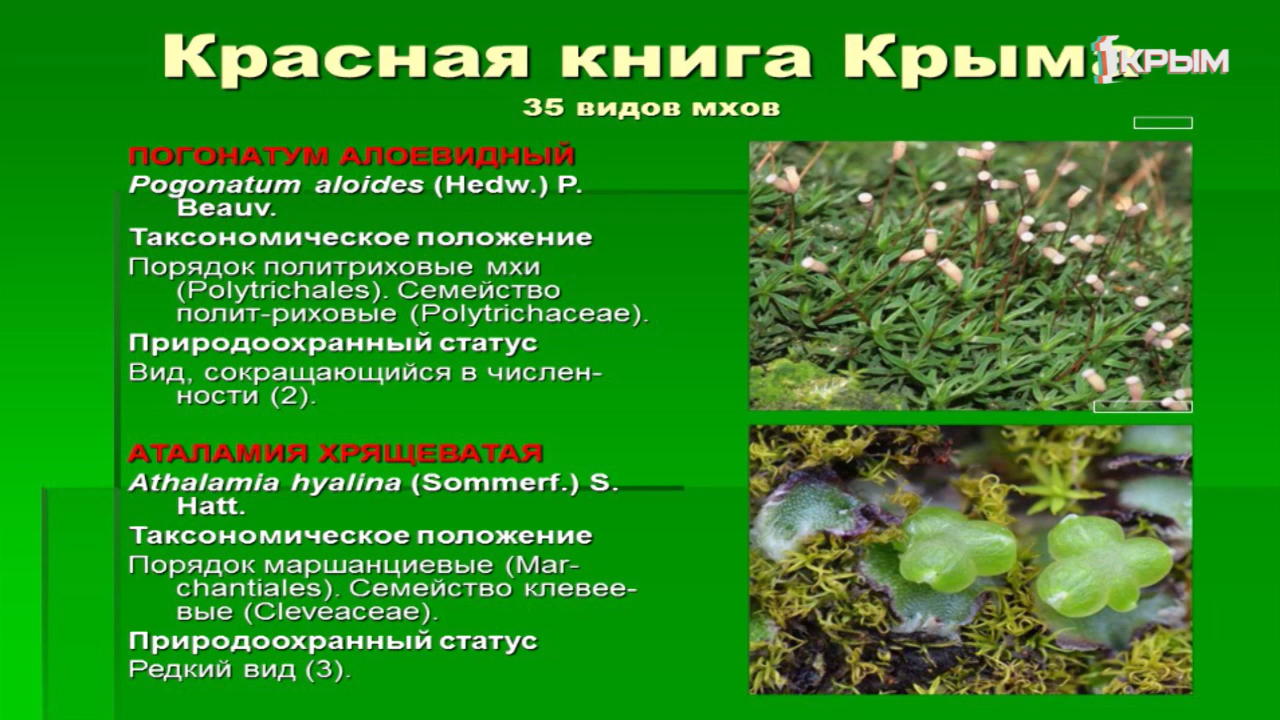 Красная книга Крыма
1КРЫМ
35 видов мхов
ПОГОНАТУМ АЛОЕВИДНЫЙ
Pogonatum aloides (Hedw.) P.
Beauv.
Таксономическое положение
Порядок политриховые мхи
(Polytrichales). Семейство
полит-риховые (Polytrichaceae).
Природоохранный статус
Вид, сокращающийся в числен-
ности (2).
АТАЛАМИЯ ХРЯЩЕВАТАЯ
Athalamia hyalina (Sommerf.) S.
Hatt.
Таксономическое положение
Порядок маршанциевые (Mar-
chantiales). Семейство клевее-
вые (Cleveaceae).
Природоохранный статус
Редкий вид (3).